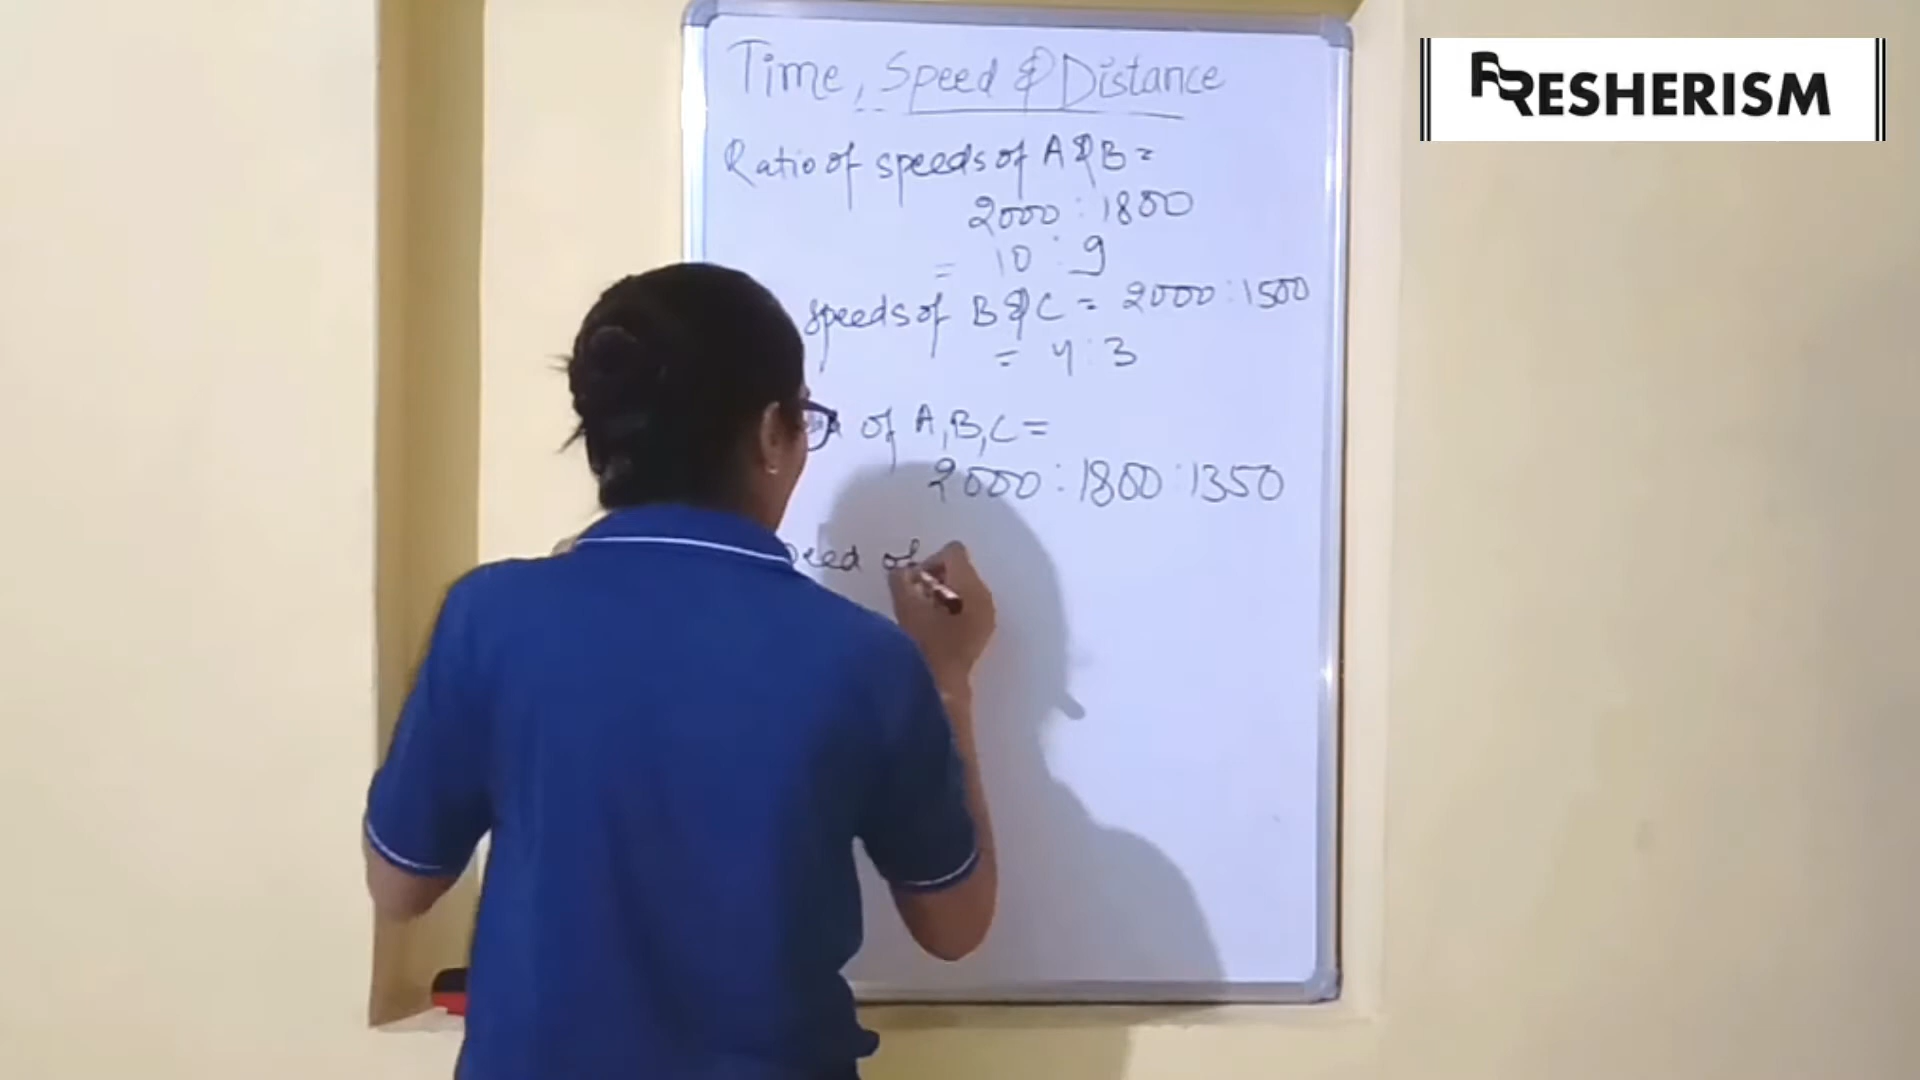 Time, Speed & Distance
Ratio of speeds of A & B =
2000 : 1800
= 10 : 9
speeds of B & C = 2000 : 1500
= 4 : 3
of A, B, C =
2000 : 1800 : 1350
of
FRESHERISM